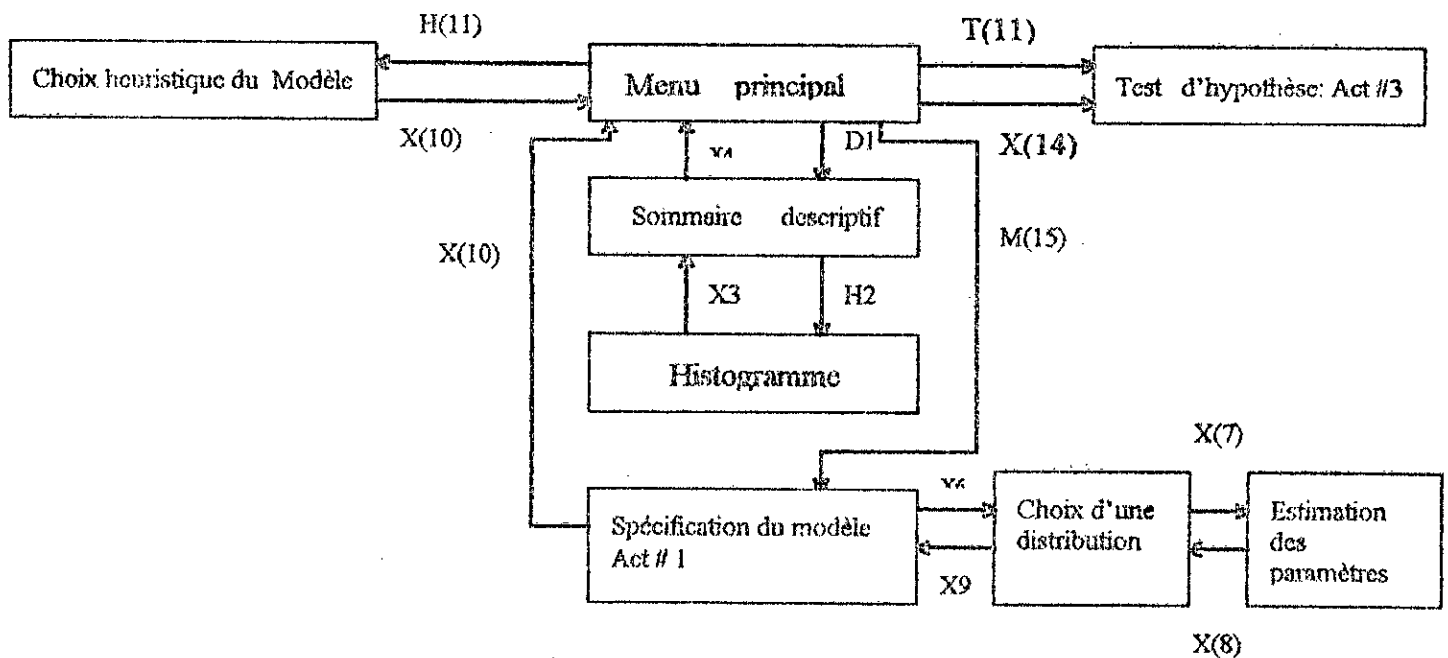 H(11)
T(11)
Choix heuristique du Modèle
Menu principal
Test d'hypothèse: Act #3
X(10)
D1
X(14)
Sommaire descriptif
X(10)
M(15)
X3
H2
Histogramme
X(7)
Spécification du modèle
Act # 1
Choix d'une
distribution
Estimation
des
paramètres
X9
X(8)